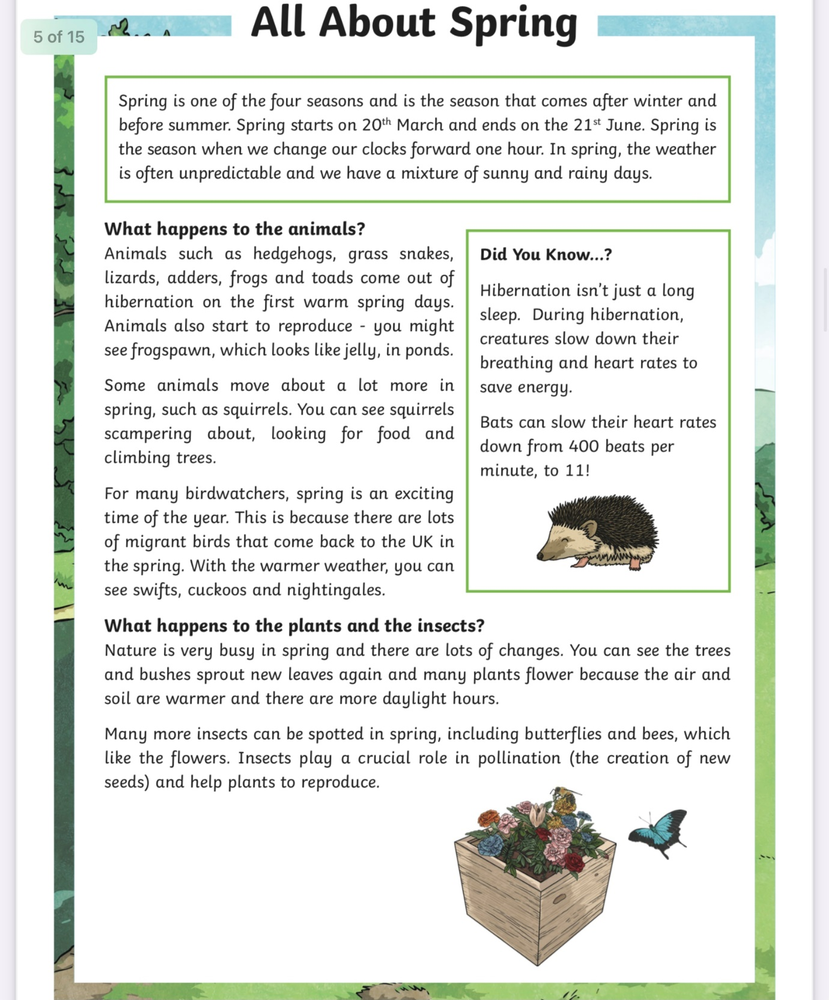 All About Spring
5 of 15
Spring is one of the four seasons and is the season that comes after winter and
before summer. Spring starts on 20th March and ends on the 21st June. Spring is
the season when we change our clocks forward one hour. In spring, the weather
is often unpredictable and we have a mixture of sunny and rainy days.
What happens to the animals?
Animals such as hedgehogs, grass snakes,
lizards, adders, frogs and toads come out of
hibernation on the first warm spring days.
Animals also start to reproduce - you might
see frogspawn, which looks like jelly, in ponds.
Some animals move about a lot more in
spring, such as squirrels. You can see squirrels
scampering about, looking for food and
climbing trees.
For many birdwatchers, spring is an exciting
time of the year. This is because there are lots
of migrant birds that come back to the UK in
the spring. With the warmer weather, you can
see swifts, cuckoos and nightingales.
Did You Know...?
Hibernation isn't just a long
sleep. During hibernation,
creatures slow down their
breathing and heart rates to
save energy.
Bats can slow their heart rates
down from 400 beats per
minute, to 11!
What happens to the plants and the insects?
Nature is very busy in spring and there are lots of changes. You can see the trees
and bushes sprout new leaves again and many plants flower because the air and
soil are warmer and there are more daylight hours.
Many more insects can be spotted in spring, including butterflies and bees, which
like the flowers. Insects play a crucial role in pollination (the creation of new
seeds) and help plants to reproduce.